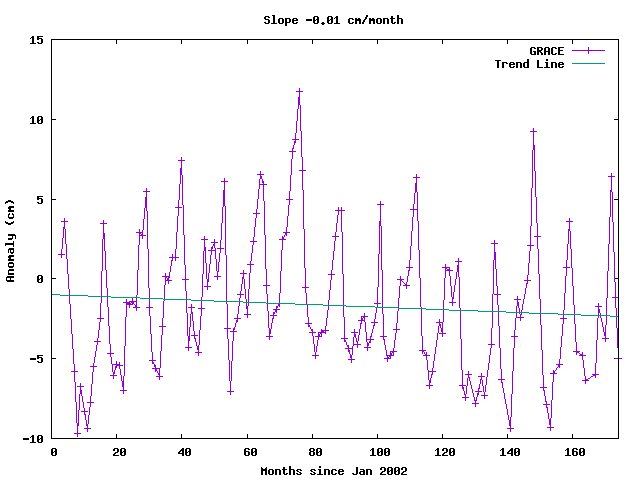 Slope -0.01 cm/month
GRACE
Trend Line
15
10
5
0
-5
-10
Anomaly (cm)
0 20 40 60 80 100 120 140 160
Months since Jan 2002